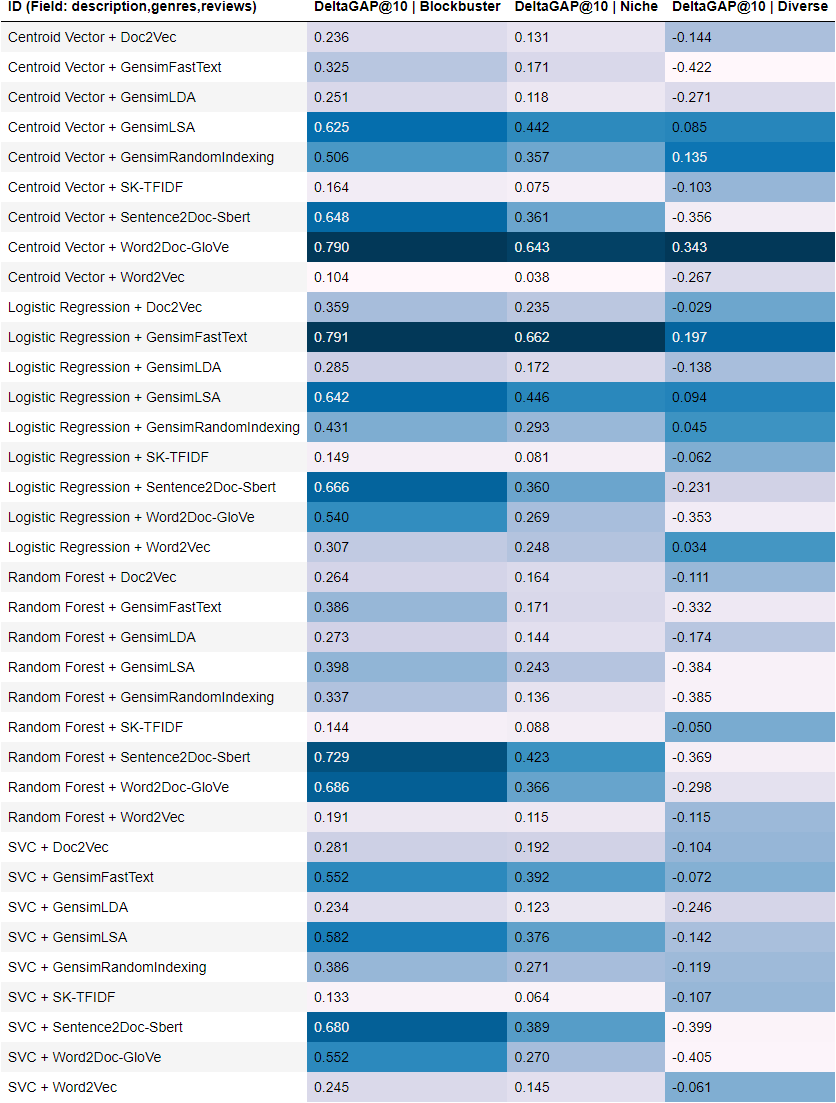 ID (Field: description,genres,reviews) DeltaGAP@10 | Blockbuster DeltaGAP@10 | Niche DeltaGAP@10 | Diverse
Centroid Vector + Doc2Vec 0.236 0.131 -0.144
Centroid Vector + GensimFastText 0.325 0.171 -0.422
Centroid Vector + GensimLDA 0.251 0.118 -0.271
Centroid Vector + GensimLSA 0.625 0.442 0.085
Centroid Vector + GensimRandomIndexing 0.506 0.357 0.135
Centroid Vector + SK-TFIDF 0.164 0.075 -0.103
Centroid Vector + Sentence2Doc-Sbert 0.648 0.361 -0.356
Centroid Vector + Word2Doc-GloVe 0.790 0.643 0.343
Centroid Vector + Word2Vec 0.104 0.038 -0.267
Logistic Regression + Doc2Vec 0.359 0.235 -0.029
Logistic Regression + GensimFastText 0.791 0.662 0.197
Logistic Regression + GensimLDA 0.285 0.172 -0.138
Logistic Regression + GensimLSA 0.642 0.446 0.094
Logistic Regression + GensimRandomIndexing 0.431 0.293 0.045
Logistic Regression + SK-TFIDF 0.149 0.081 -0.062
Logistic Regression + Sentence2Doc-Sbert 0.666 0.360 -0.231
Logistic Regression + Word2Doc-GloVe 0.540 0.269 -0.353
Logistic Regression + Word2Vec 0.307 0.248 0.034
Random Forest + Doc2Vec 0.264 0.164 -0.111
Random Forest + GensimFastText 0.386 0.171 -0.332
Random Forest + GensimLDA 0.273 0.144 -0.174
Random Forest + GensimLSA 0.398 0.243 -0.384
Random Forest + GensimRandomIndexing 0.337 0.136 -0.385
Random Forest + SK-TFIDF 0.144 0.088 -0.050
Random Forest + Sentence2Doc-Sbert 0.729 0.423 -0.369
Random Forest + Word2Doc-GloVe 0.686 0.366 -0.298
Random Forest + Word2Vec 0.191 0.115 -0.115
SVC + Doc2Vec 0.281 0.192 -0.104
SVC + GensimFastText 0.552 0.392 -0.072
SVC + GensimLDA 0.234 0.123 -0.246
SVC + GensimLSA 0.582 0.376 -0.142
SVC + GensimRandomIndexing 0.386 0.271 -0.119
SVC + SK-TFIDF 0.133 0.064 -0.107
SVC + Sentence2Doc-Sbert 0.680 0.389 -0.399
SVC + Word2Doc-GloVe 0.552 0.270 -0.405
SVC + Word2Vec 0.245 0.145 -0.061